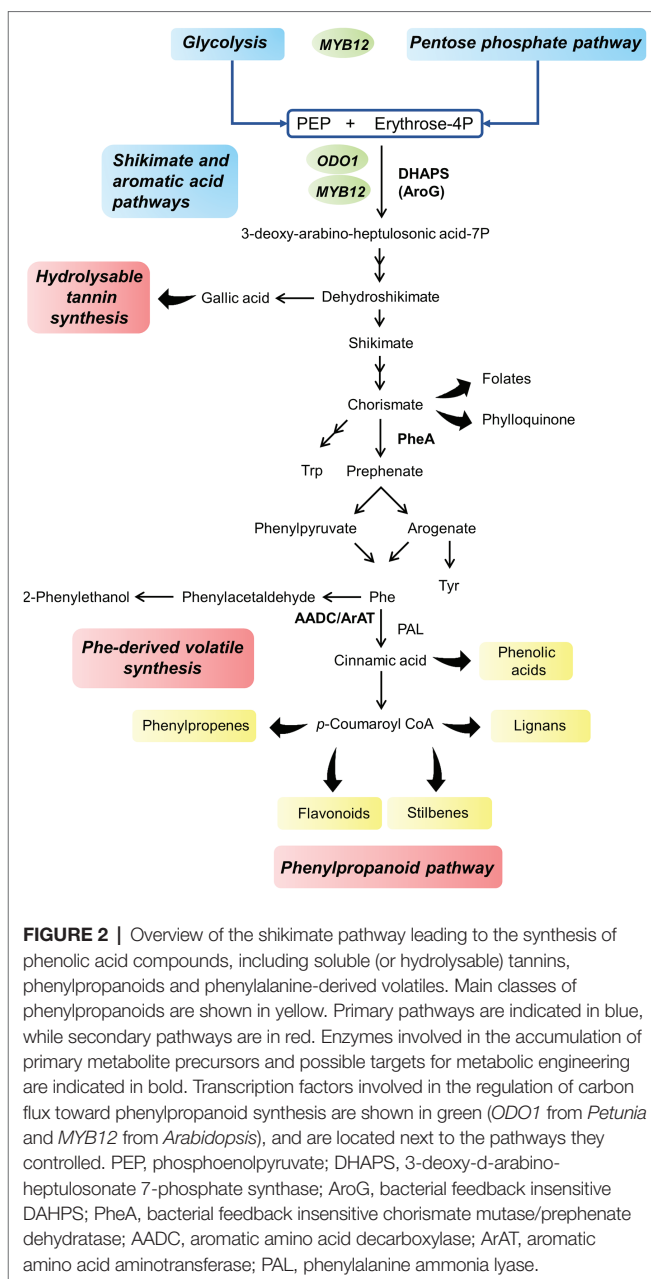 Glycolysis
MYB12
Pentose phosphate pathway
PEP + Erythrose-4P
Shikimate and
aromatic acid
pathways
ODO1
MYB12
DHAPS
(AroG)
3-deoxy-arabino-heptulosonic acid-7P
Hydrolysable
tannin
synthesis
Gallic acid
Dehydroshikimate
Shikimate
Chorismate
Folates
Phylloquinone
PheA
Trp
Prephenate
Phenylpyruvate
Arogenate
Tyr
2-Phenylethanol
Phenylacetaldehyde
Phe
AADC/ArAT
PAL
Phe-derived volatile
synthesis
Cinnamic acid
Phenolic
acids
Phenylpropenes
p-Coumaroyl CoA
Lignans
Flavonoids
Stilbenes
Phenylpropanoid pathway
FIGURE 2 | Overview of the shikimate pathway leading to the synthesis of
phenolic acid compounds, including soluble (or hydrolysable) tannins,
phenylpropanoids and phenylalanine-derived volatiles. Main classes of
phenylpropanoids are shown in yellow. Primary pathways are indicated in blue,
while secondary pathways are in red. Enzymes involved in the accumulation of
primary metabolite precursors and possible targets for metabolic engineering
are indicated in bold. Transcription factors involved in the regulation of carbon
flux toward phenylpropanoid synthesis are shown in green (ODO1 from Petunia
and MYB12 from Arabidopsis), and are located next to the pathways they
controlled. PEP, phosphoenolpyruvate; DHAPS, 3-deoxy-d-arabino-
heptulosonate 7-phosphate synthase; AroG, bacterial feedback insensitive
DAHPS; PheA, bacterial feedback insensitive chorismate mutase/prephenate
dehydratase; AADC, aromatic amino acid decarboxylase; ArAT, aromatic
amino acid aminotransferase; PAL, phenylalanine ammonia lyase.